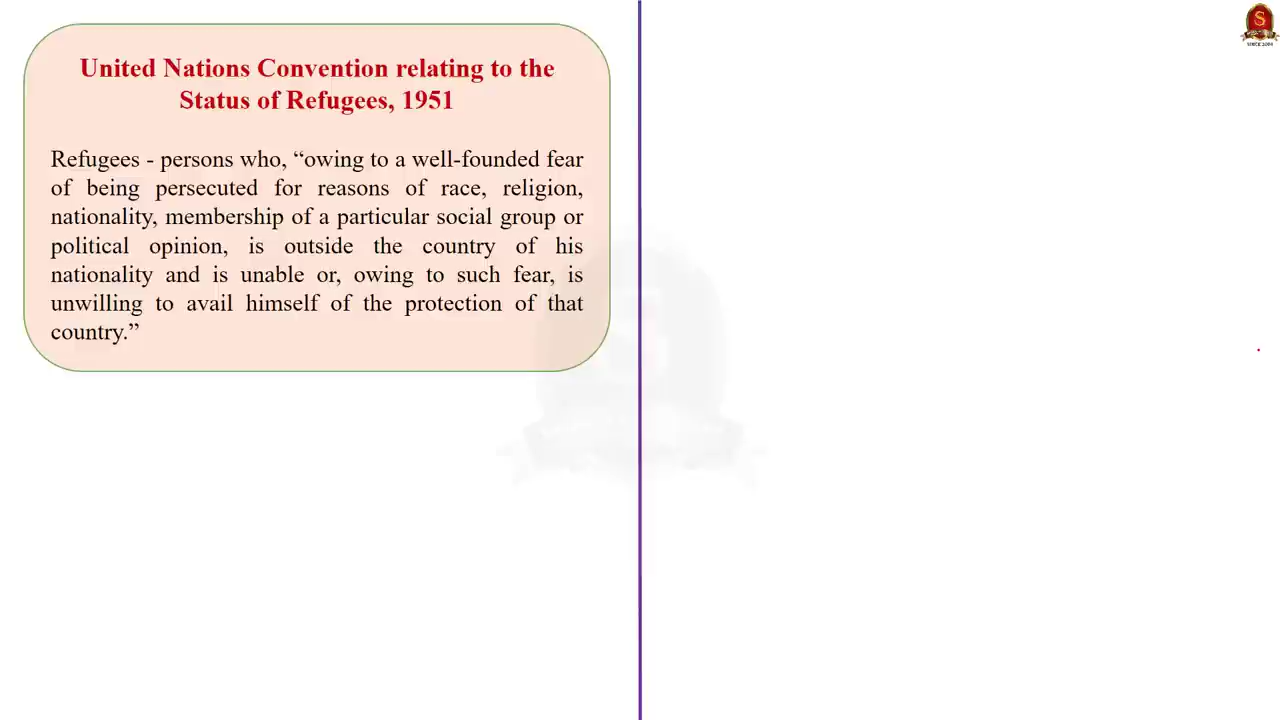 United Nations Convention relating to the
Status of Refugees, 1951
Refugees - persons who, “owing to a well-founded fear
of being persecuted for reasons of race, religion,
nationality, membership of a particular social group or
political opinion, is outside the country of his
nationality and is unable or, owing to such fear, is
unwilling to avail himself of the protection of that
country.”
S
SINCE 2004